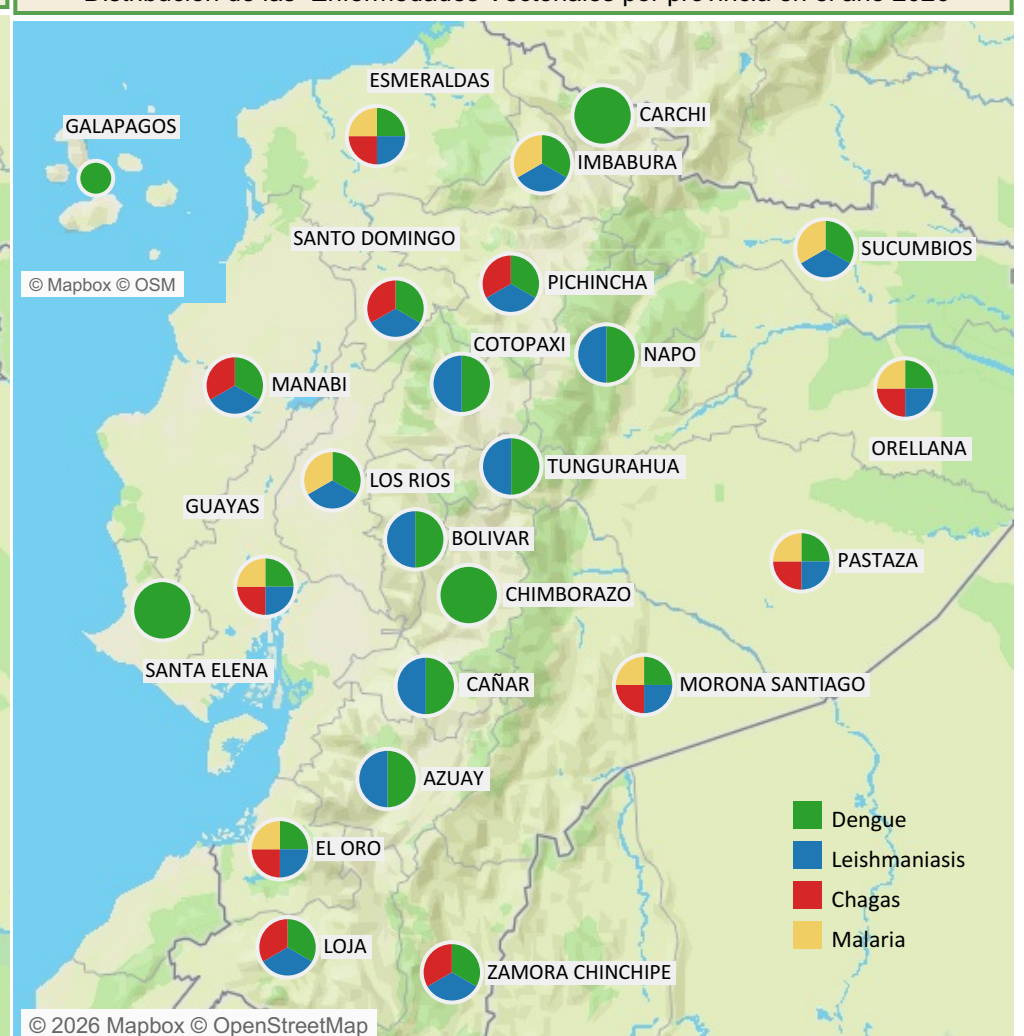 ESMERALDAS
CARCHI
GALAPAGOS
IMBABURA
SANTO DOMINGO
SUCUMBIOS
PICHINCHA
© Mapbox © OSM
COTOPAXI
NAPO
MANABI
ORELLANA
TUNGURAHUA
LOS RIOS
GUAYAS
BOLIVAR
PASTAZA
CHIMBORAZO
SANTA ELENA
CAÑAR
MORONA SANTIAGO
AZUAY
EL ORO
LOJA
ZAMORA CHINCHIPE
Dengue
Leishmaniasis
Chagas
Malaria
© 2026 Mapbox © OpenStreetMap